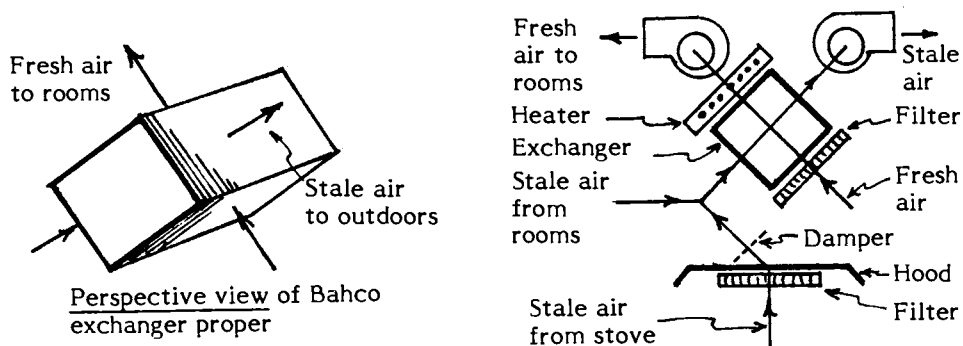 Fresh air
to rooms
Stale air
to outdoors
Perspective view of Bahco
exchanger proper
Fresh
air to
rooms
Stale
air
Heater
Filter
Exchanger
Stale air
from
rooms
Fresh
air
Damper
Hood
Filter
Stale air
from stove